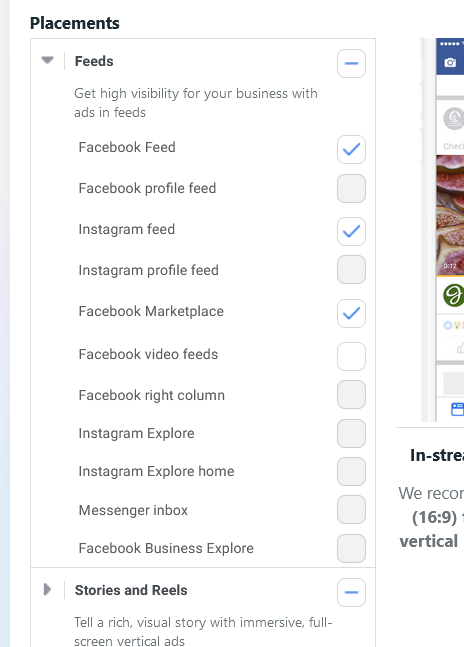 Placements
Feeds
Get high visibility for your business with
ads in feeds
Facebook Feed
Facebook profile feed
Instagram feed
Instagram profile feed
Facebook Marketplace
Facebook video feeds
Facebook right column
Instagram Explore
Instagram Explore home
Messenger inbox
Facebook Business Explore
Stories and Reels
Tell a rich, visual story with immersive, full-
screen vertical ads
Chec
0:12
In-strea
We recor
(16:9)
vertical